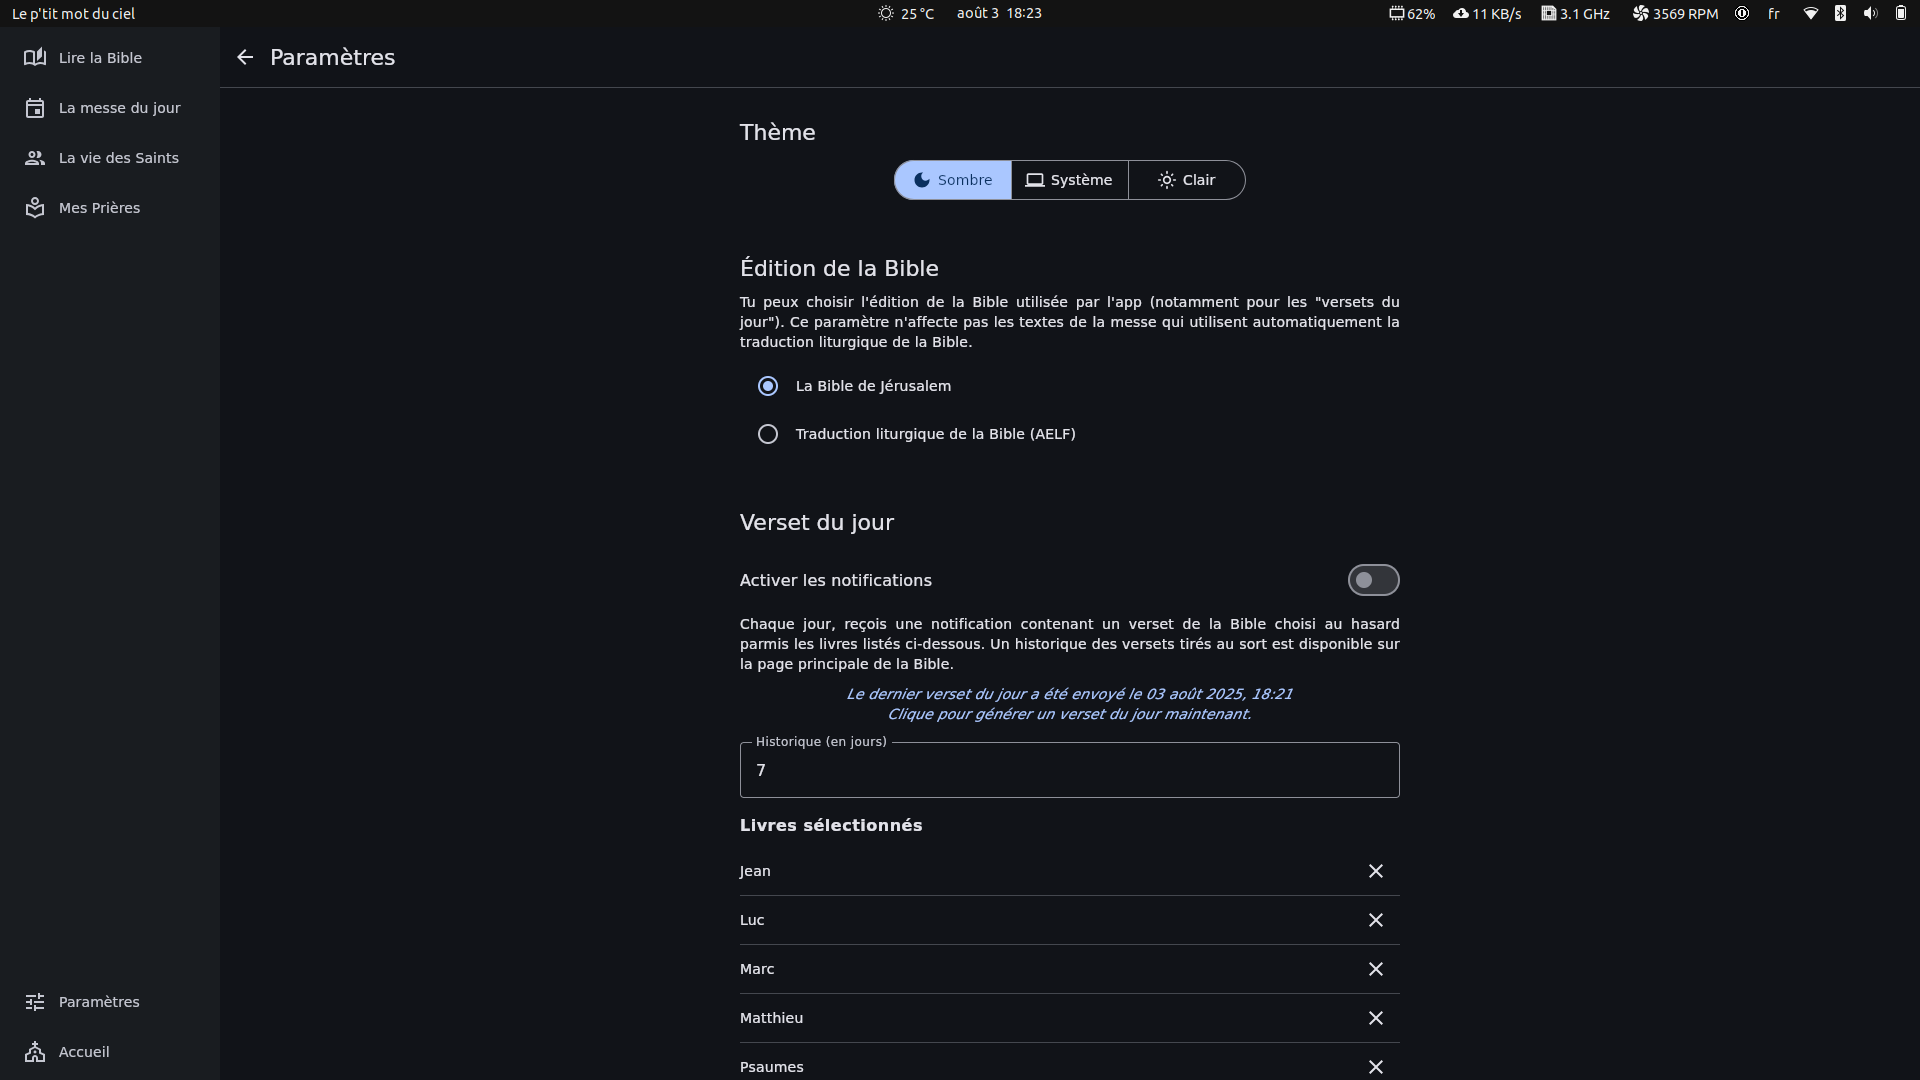 Le p'tit mot du ciel
25 °C
août 3 18:23
62%
11 KB/s
3.1 GHz
3569 RPM
fr
Lire la Bible
La messe du jour
La vie des Saints
Mes Prières
Paramètres
Accueil
Paramètres
Thème
Sombre
Système
Clair
Édition de la Bible
Tu peux choisir l'édition de la Bible utilisée par l'app (notamment pour les "versets du
jour"). Ce paramètre n'affecte pas les textes de la messe qui utilisent automatiquement la
traduction liturgique de la Bible.
La Bible de Jérusalem
Traduction liturgique de la Bible (AELF)
Verset du jour
Activer les notifications
Chaque jour, reçois une notification contenant un verset de la Bible choisi au hasard
parmis les livres listés ci-dessous. Un historique des versets tirés au sort est disponible sur
la page principale de la Bible.
Le dernier verset du jour a été envoyé le 03 août 2025, 18:21
Clique pour générer un verset du jour maintenant.
Historique (en jours)
7
Livres sélectionnés
Jean
Luc
Marc
Matthieu
Psaumes